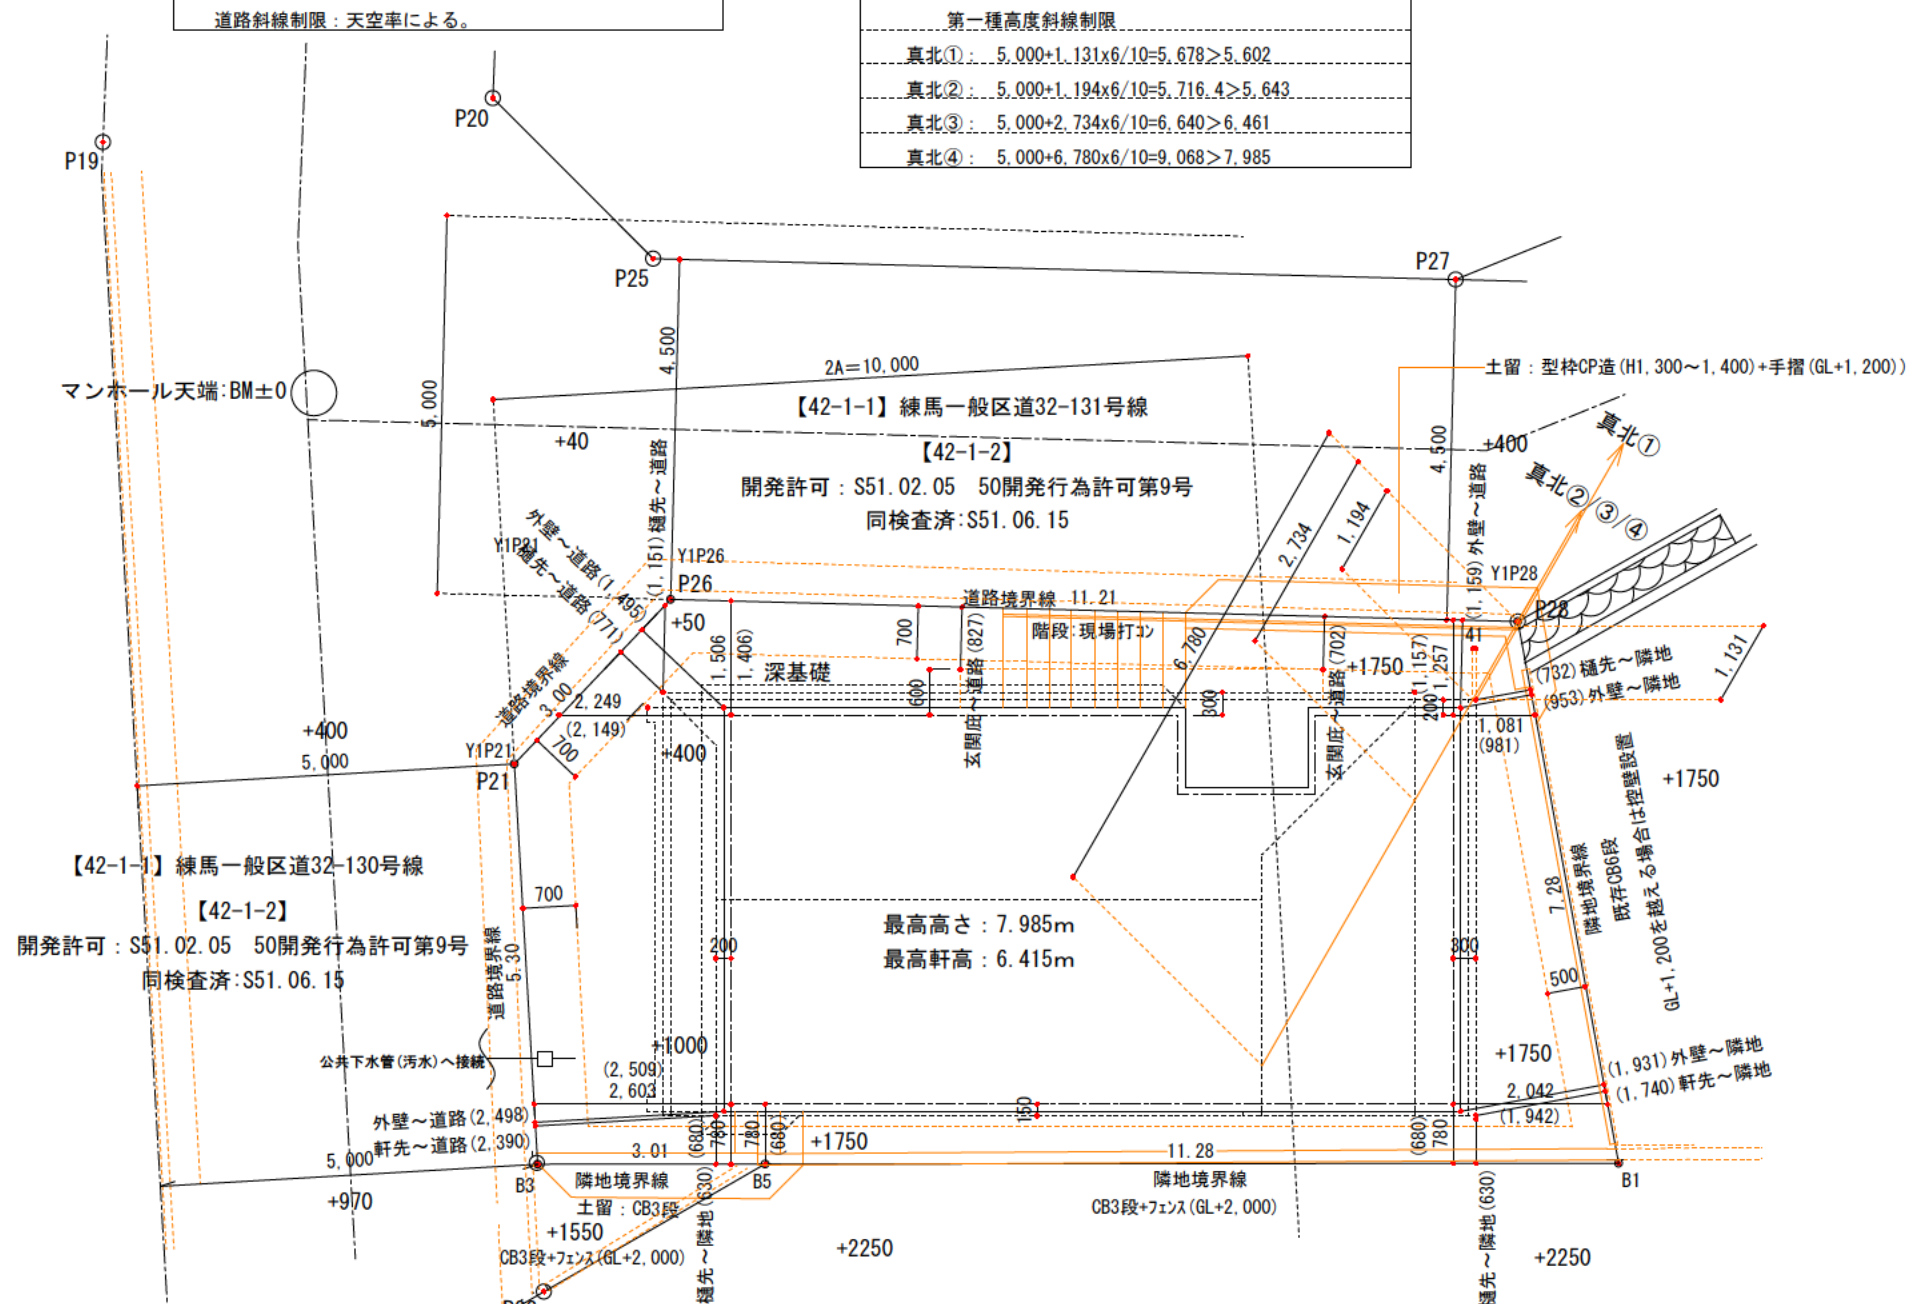 道路斜線制限：天空率による。
第一種高度斜線制限
真北①： 5,000+1,131x6/10=5,678＞5,602
真北②： 5,000+1,194x6/10=5,716.4＞5,643
真北③： 5,000+2,734x6/10=6,640＞6,461
真北④： 5,000+6,780x6/10=9,068＞7,985
P20
P19
P25
P27
4,500
2A＝10,000
土留：型枠CP造(H1,300～1,400)+手摺(GL+1,200))
マンホール天端:BM±0
5,000
【42-1-1】練馬一般区道32-131号線
+40
【42-1-2】
4,500
+400
真北①
開発許可：S51.02.05 50開発行為許可第9号
同検査済:S51.06.15
真北②/③/④
外壁～道路(1,495)
樋先～道路(771)
(1,151)樋先～道路
Y1P21
Y1P26
P26
2,734
1,194
(1,159)外壁～道路
Y1P28
P28
道路境界線 11.21
+50
700
階段:現場打コン
41
1,506
(1,406)
深基礎
玄関庇～道路(827)
6,780
玄関庇～道路(702)
+1750
(1,157)
1,257
(732)樋先～隣地
(953)外壁～隣地
1,131
道路境界線
3.00
2,249
(2,149)
600
300
200
1,081
(981)
+400
5,000
Y1P21
P21
700
+400
+1750
【42-1-1】練馬一般区道32-130号線
【42-1-2】
開発許可：S51.02.05 50開発行為許可第9号
同検査済:S51.06.15
700
道路境界線
5.30
最高高さ：7.985m
最高軒高：6.415m
200
300
7.28
隣地境界線
既存CB6段
GL+1,200を越える場合は控壁設置
500
公共下水管(汚水)へ接続
+1000
(2,509)
2,603
+1750
(1,931)外壁～隣地
(1,740)軒先～隣地
2,042
(1,942)
外壁～道路(2,498)
軒先～道路(2,390)
150
(680)
780
780
(680)
+1750
(680)
780
5,000
+970
3.01
11.28
B3
隣地境界線
B5
隣地境界線
B1
土留：CB3段
CB3段+フェンス(GL+2,000)
+1550
CB3段+フェンス(GL+2,000)
樋先～隣地(630)
+2250
樋先～隣地(630)
+2250